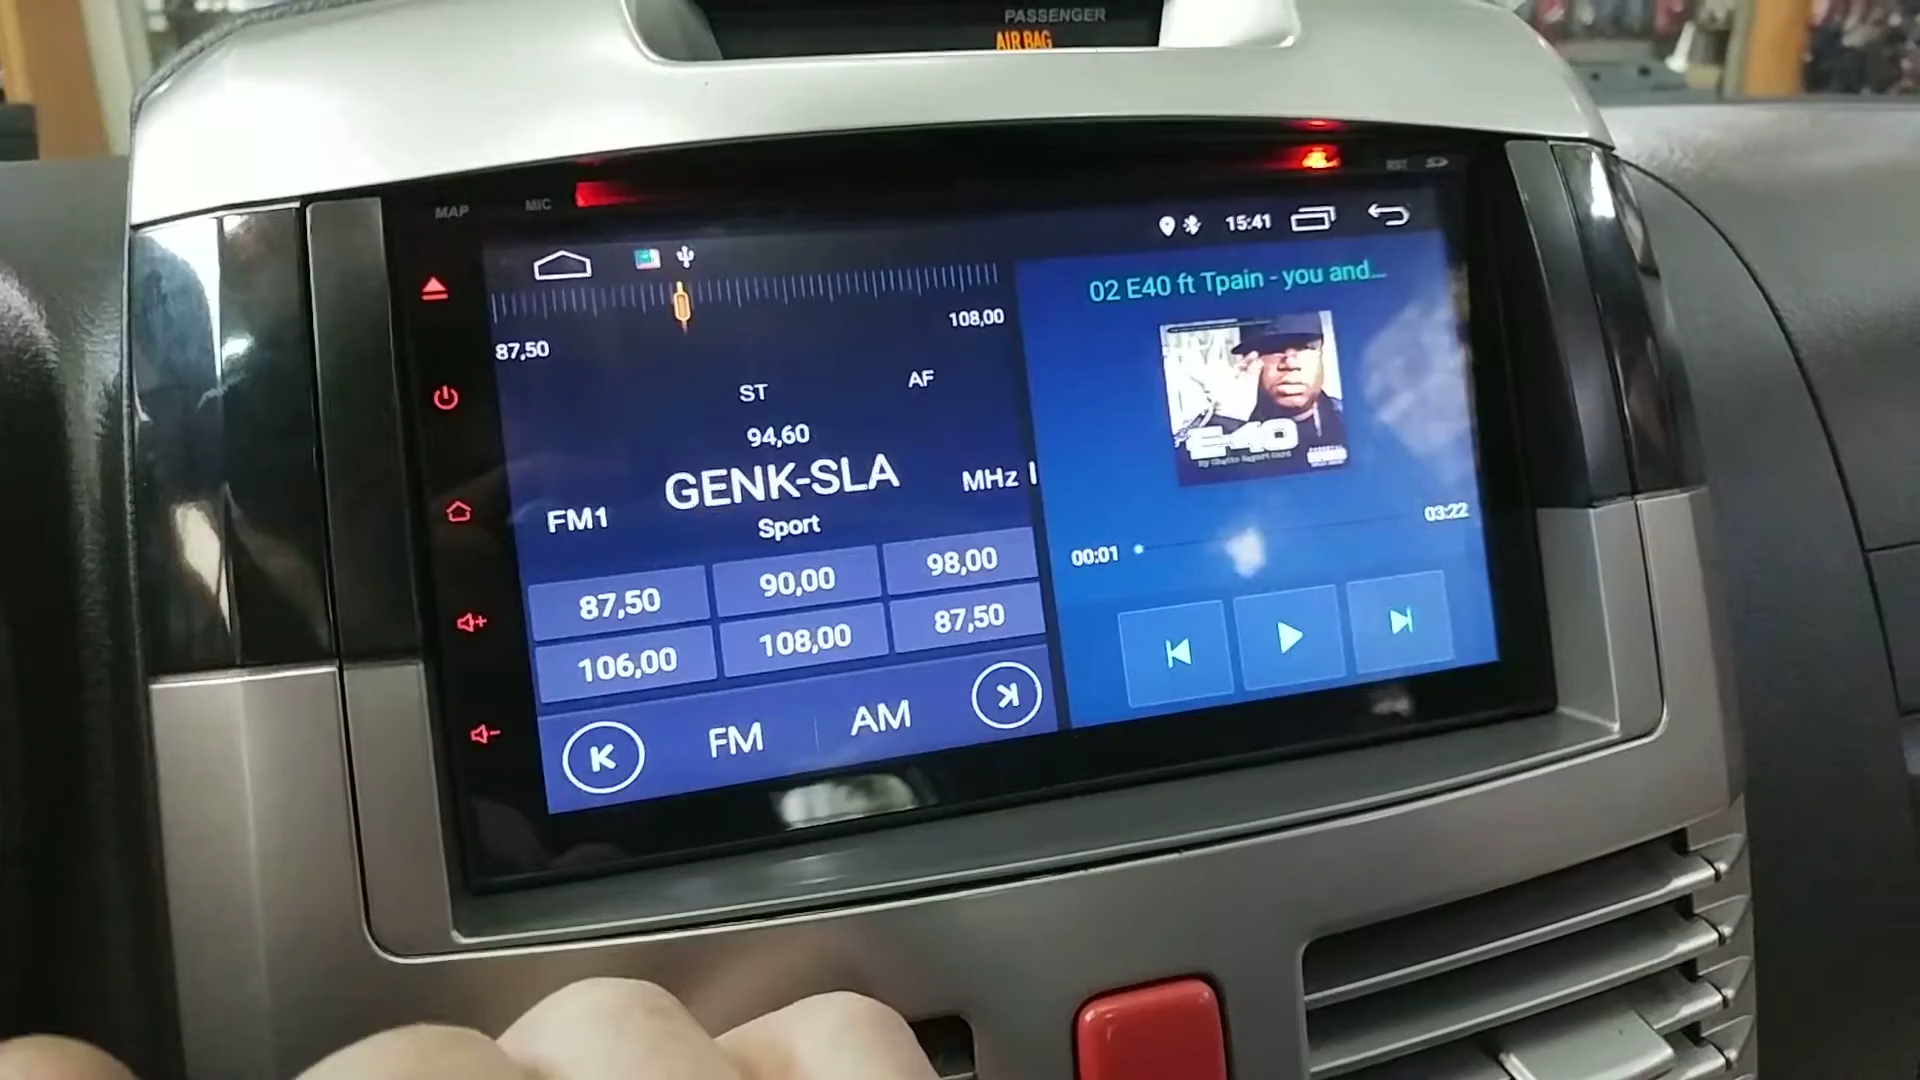 PASSENGER
AIR BAG
MAP
MIC
RST
15:41
87,50
108,00
ST
AF
94,60
GENK-SLA
MHz
FM1
Sport
87,50
90,00
98,00
106,00
108,00
87,50
FM
AM
02 E40 ft Tpain - you and...
E-40
00:01
03:22